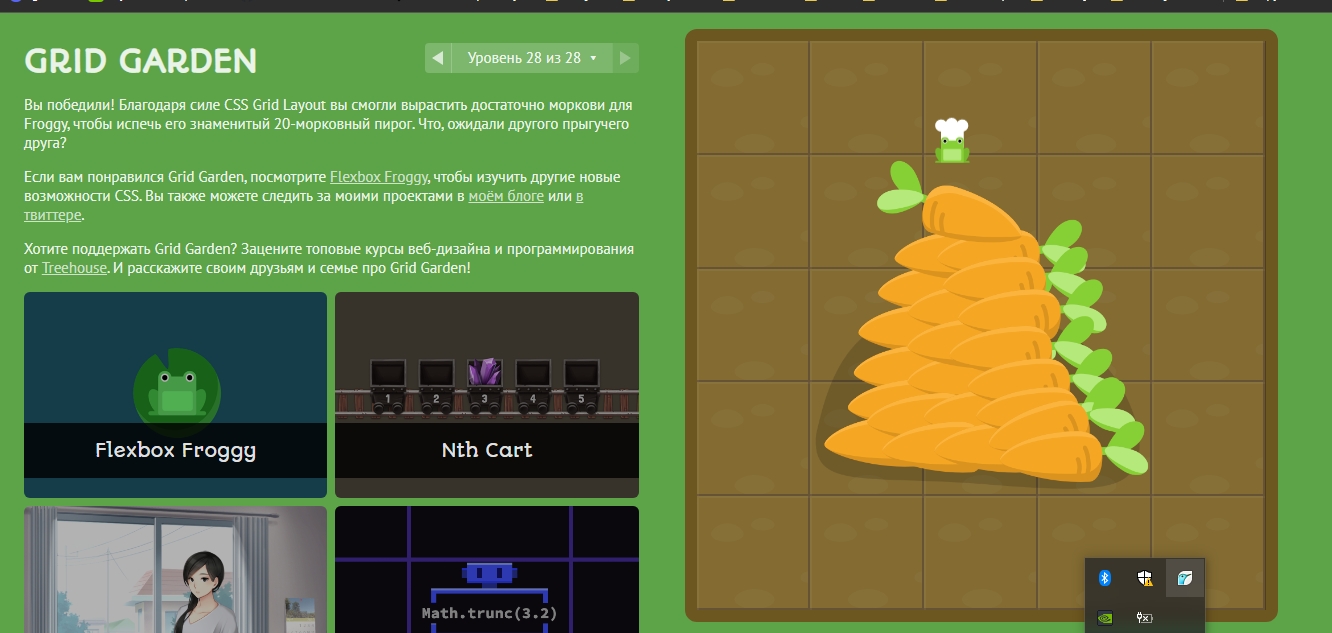 GRID GARDEN
Уровень 28 из 28
Вы победили! Благодаря силе CSS Grid Layout вы смогли вырастить достаточно моркови для
Froggy, чтобы испечь его знаменитый 20-морковный пирог. Что, ожидали другого прыгучего
друга?
Если вам понравился Grid Garden, посмотрите Flexbox Froggy, чтобы изучить другие новые
возможности CSS. Вы также можете следить за моими проектами в моём блоге или в
твиттере.
Хотите поддержать Grid Garden? Зацените топовые курсы веб-дизайна и программирования
от Treehouse. И расскажите своим друзьям и семье про Grid Garden!
1 2 3 4 5
Flexbox Froggy
Nth Cart
Math.trunc(3.2)